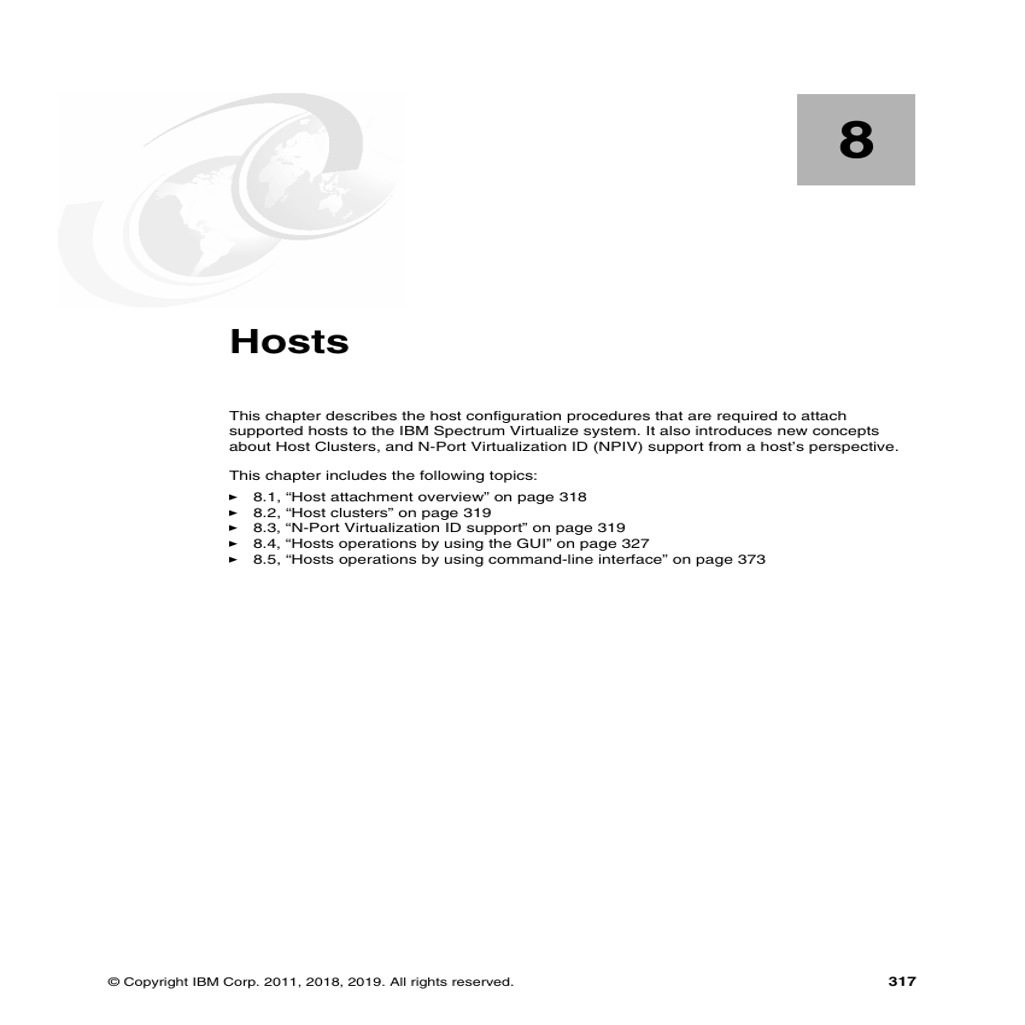 8
Hosts
This chapter describes the host configuration procedures that are required to attach
supported hosts to the IBM Spectrum Virtualize system. It also introduces new concepts
about Host Clusters, and N-Port Virtualization ID (NPIV) support from a host’s perspective.
This chapter includes the following topics:
► 8.1, “Host attachment overview” on page 318
► 8.2, “Host clusters” on page 319
► 8.3, “N-Port Virtualization ID support” on page 319
► 8.4, “Hosts operations by using the GUI” on page 327
► 8.5, “Hosts operations by using command-line interface” on page 373
© Copyright IBM Corp. 2011, 2018, 2019. All rights reserved. 317